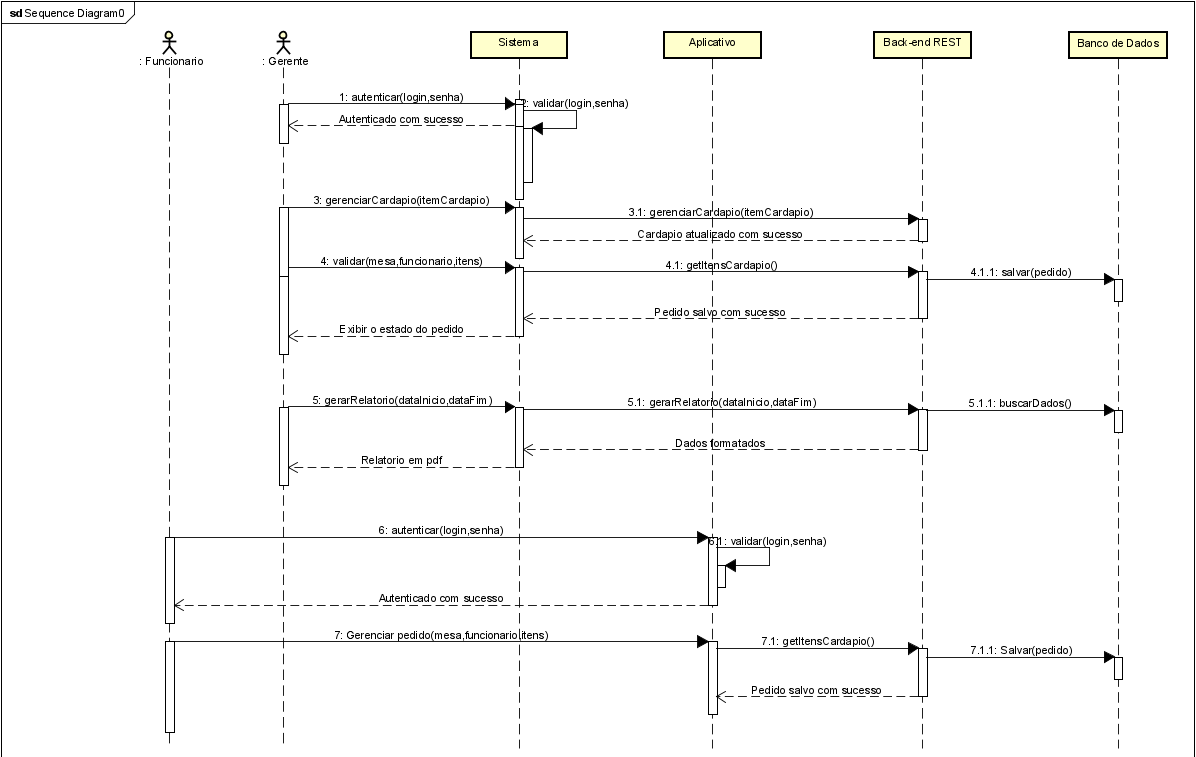 sd Sequence Diagram0
: Funcionario
: Gerente
Sistema
Aplicativo
Back-end REST
Banco de Dados
1: autenticar(login,senha)
2: validar(login,senha)
Autenticado com sucesso
3: gerenciarCardapio(itemCardapio)
3.1: gerenciarCardapio(itemCardapio)
Cardapio atualizado com sucesso
4: validar(mesa,funcionario,itens)
4.1: getItensCardapio()
4.1.1: salvar(pedido)
Pedido salvo com sucesso
Exibir o estado do pedido
5: gerarRelatorio(dataInicio,dataFim)
5.1: gerarRelatorio(dataInicio,dataFim)
5.1.1: buscarDados()
Dados formatados
Relatorio em pdf
6: autenticar(login,senha)
6.1: validar(login,senha)
Autenticado com sucesso
7: Gerenciar pedido(mesa,funcionario,itens)
7.1: getItensCardapio()
7.1.1: Salvar(pedido)
Pedido salvo com sucesso